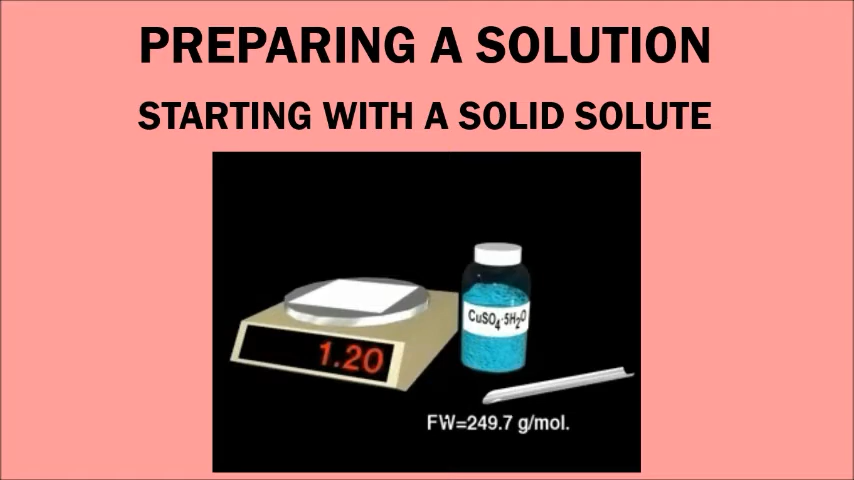 PREPARING A SOLUTION
STARTING WITH A SOLID SOLUTE
CuSO4·5H2O
1.20
FW=249.7 g/mol.